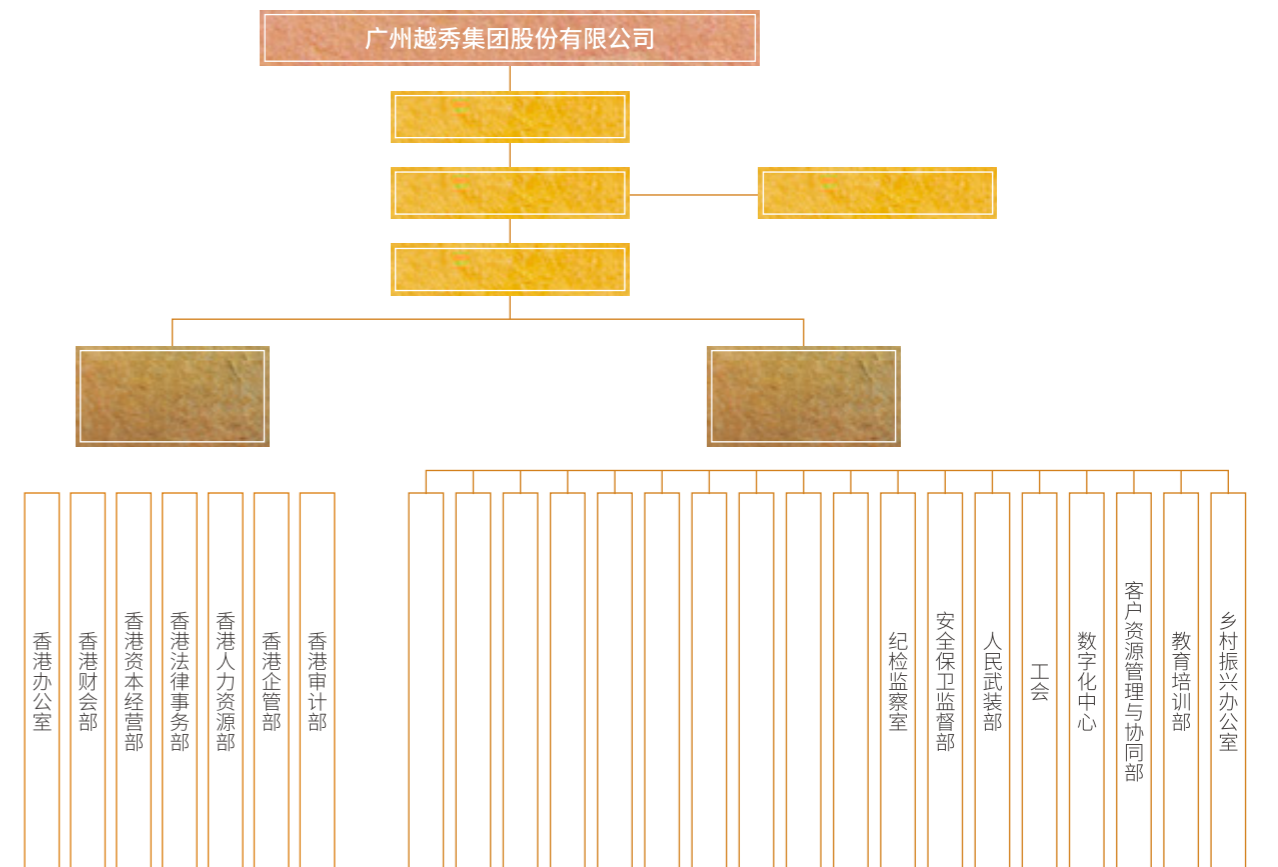 广州越秀集团股份有限公司
香港办公室
香港财会部
香港资本经营部
香港法律事务部
香港人力资源部
香港企管部
香港审计部
纪检监察室
安全保卫监督部
人民武装部
工会
数字化中心
客户资源管理与协同部
教育培训部
乡村振兴办公室